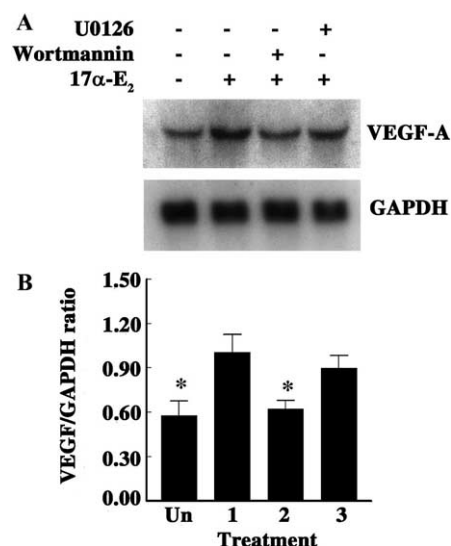 A
U0126 - - - +
Wortmannin - - + -
17α-E2 - + + +
VEGF-A
GAPDH
B
VEGF/GAPDH ratio
1.50
1.20
0.90
0.60
0.30
0.00
* *
Un 1 2 3
Treatment